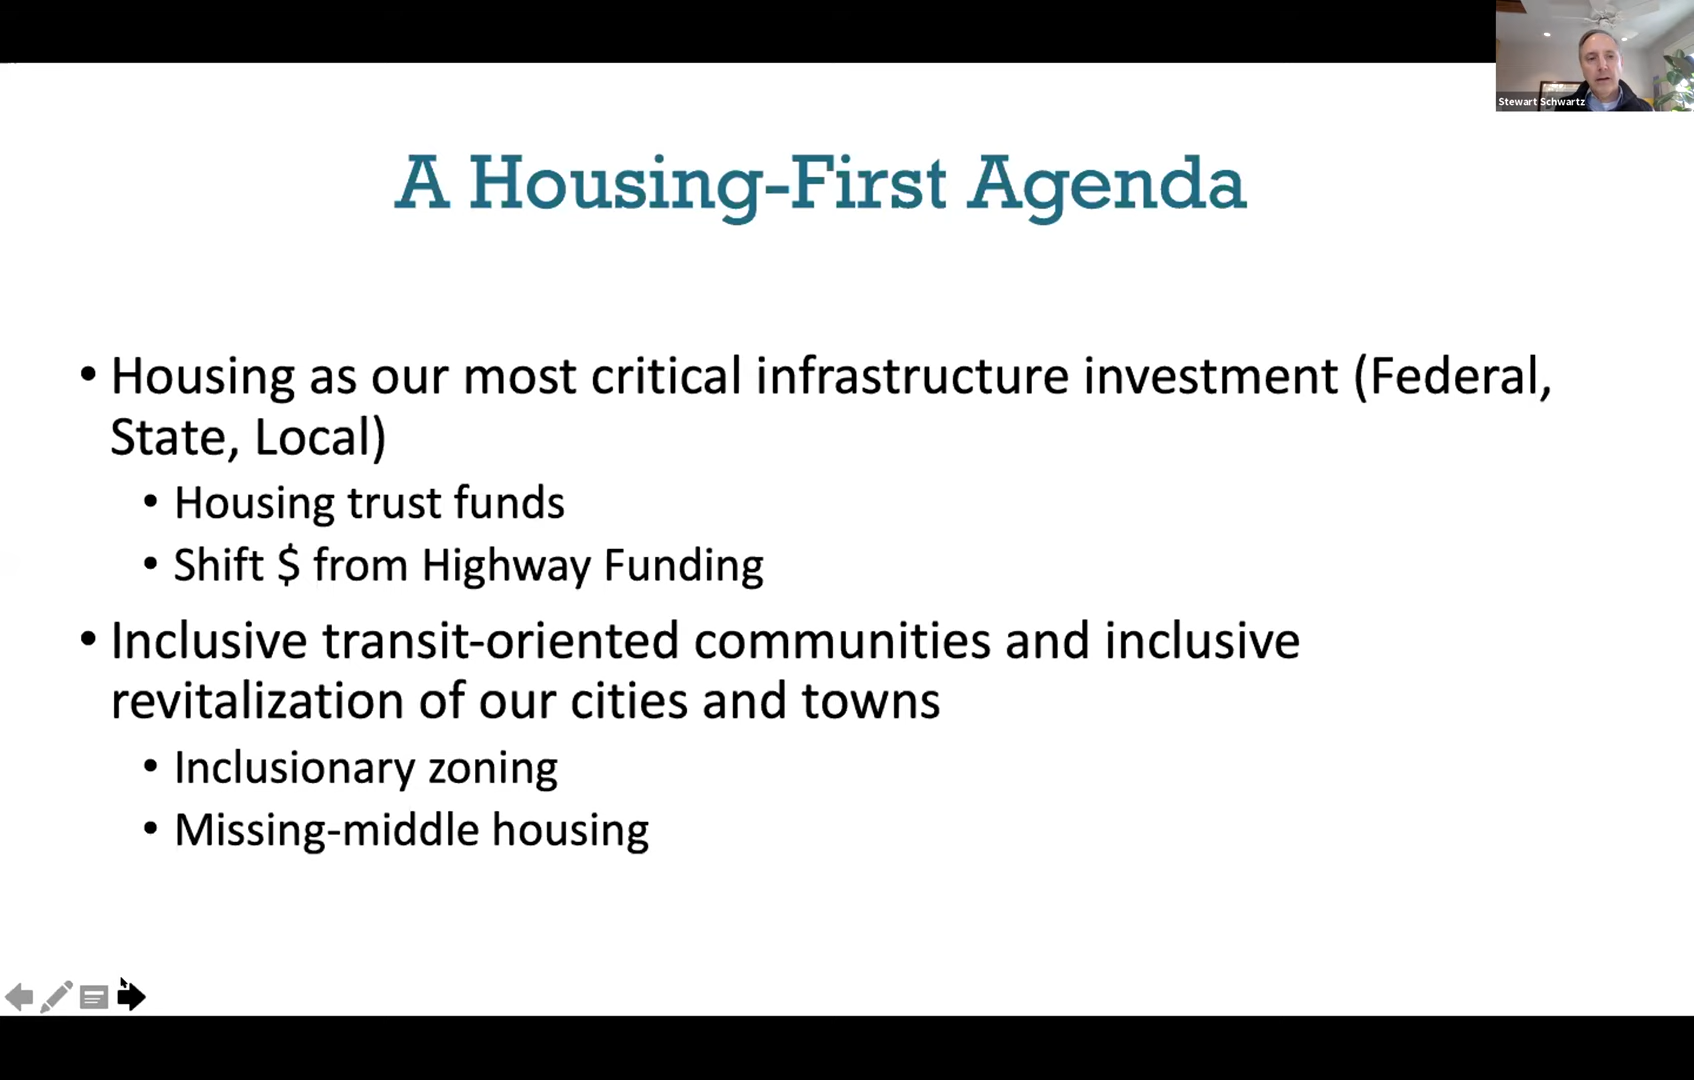 Stewart Schwartz
A Housing-First Agenda
• Housing as our most critical infrastructure investment (Federal,
State, Local)
• Housing trust funds
• Shift $ from Highway Funding
• Inclusive transit-oriented communities and inclusive
revitalization of our cities and towns
• Inclusionary zoning
• Missing-middle housing